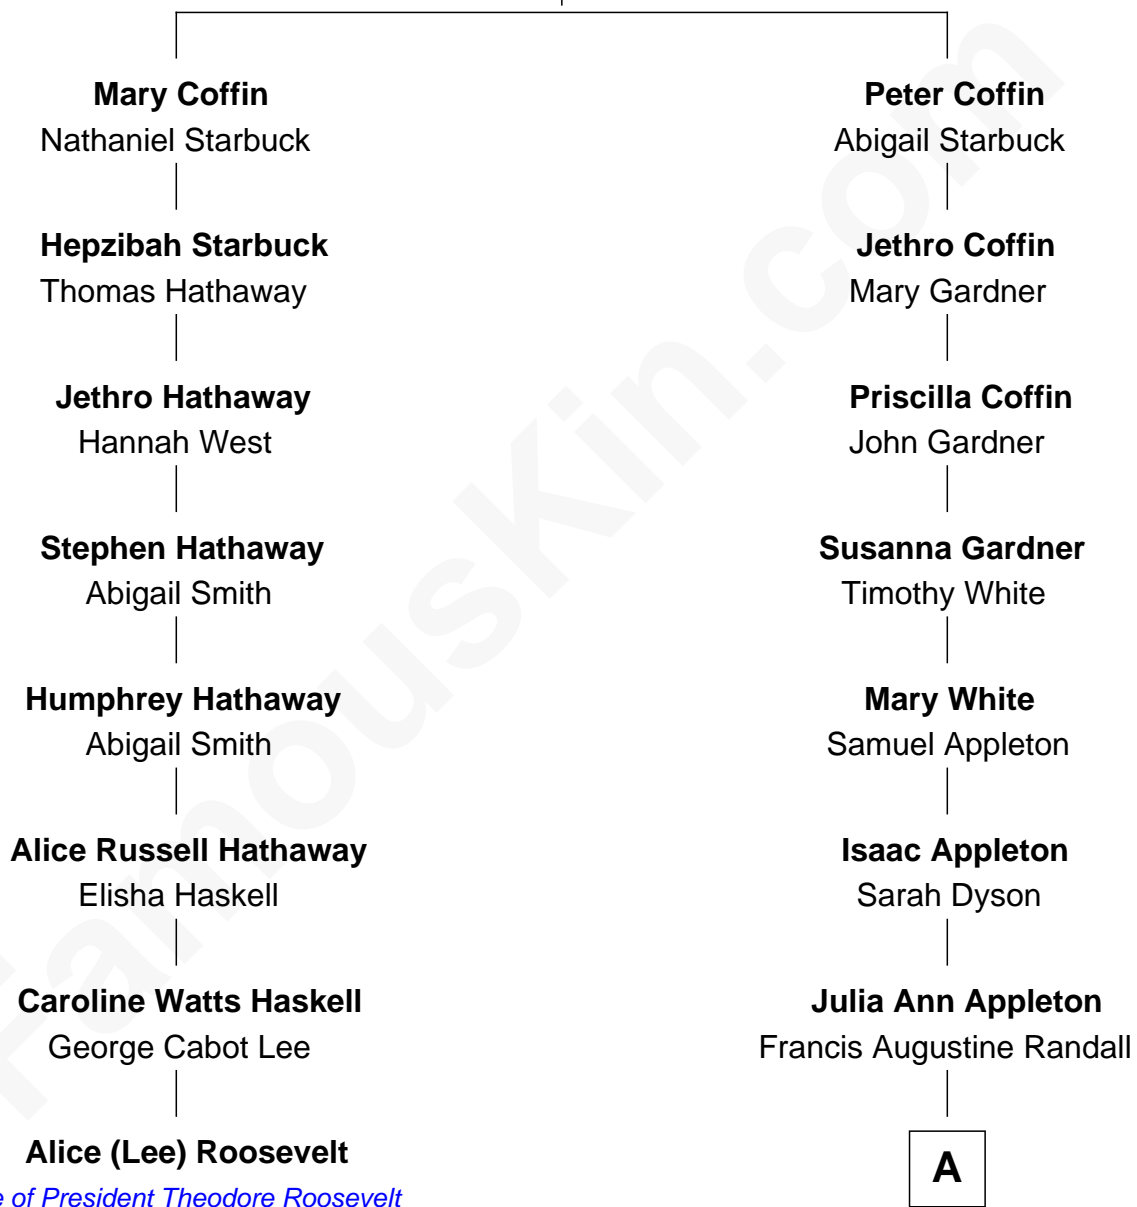 Mary Coffin
Nathaniel Starbuck
Hepzibah Starbuck
Thomas Hathaway
Jethro Hathaway
Hannah West
Stephen Hathaway
Abigail Smith
Humphrey Hathaway
Abigail Smith
Alice Russell Hathaway
Elisha Haskell
Caroline Watts Haskell
George Cabot Lee
Alice (Lee) Roosevelt
of President Theodore Roosevelt
Peter Coffin
Abigail Starbuck
Jethro Coffin
Mary Gardner
Priscilla Coffin
John Gardner
Susanna Gardner
Timothy White
Mary White
Samuel Appleton
Isaac Appleton
Sarah Dyson
Julia Ann Appleton
Francis Augustine Randall
A
FamousKin.com